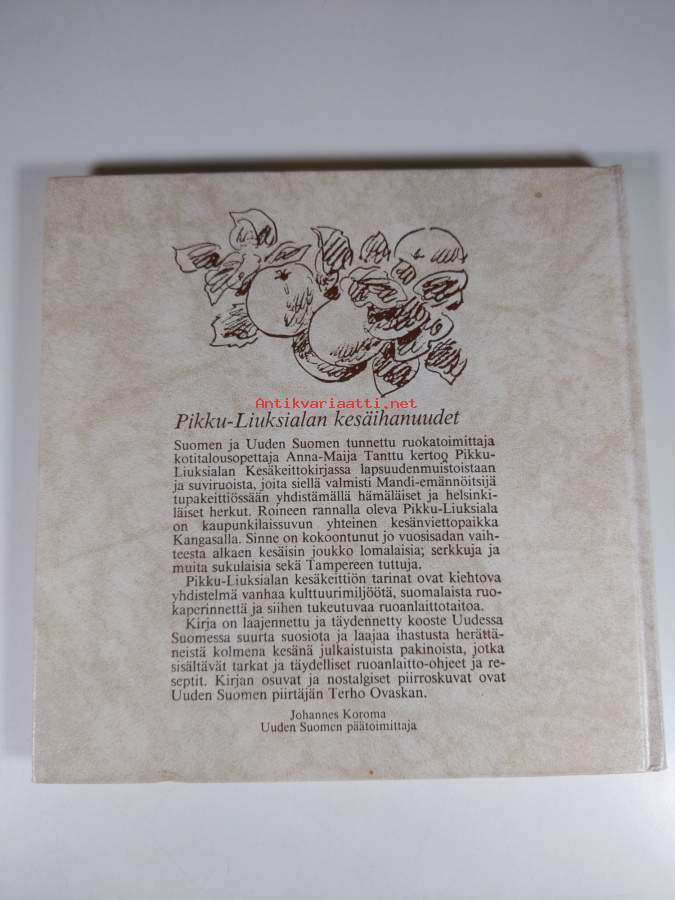 Antikvariaatti.net
Pikku-Liuksialan kesäihanuudet
Suomen ja Uuden Suomen tunnettu ruokatoimittaja
kotitalousopettaja Anna-Maija Tanttu kertoo Pikku-
Liuksialan Kesäkeittokirjassa lapsuudenmuistoistaan
ja suviruoista, joita siellä valmisti Mandi-emännöitsijä
tupakeittiössään yhdistämällä hämäläiset ja helsinki-
läiset herkut. Roineen rannalla oleva Pikku-Liuksiala
on kaupunkilaissuvun yhteinen kesänviettopaikka
Kangasalla. Sinne on kokoontunut jo vuosisadan vaih-
teesta alkaen kesäisin joukko lomalaisia; serkkuja ja
muita sukulaisia sekä Tampereen tuttuja.
Pikku-Liuksialan kesäkeittiön tarinat ovat kiehtova
yhdistelmä vanhaa kulttuurimiljöötä, suomalaista ruo-
kaperinnettä ja siihen tukeutuvaa ruoanlaittotaitoa.
Kirja on laajennettu ja täydennetty kooste Uudessa
Suomessa suurta suosiota ja laajaa ihastusta herättä-
neistä kolmena kesänä julkaistuista pakinoista, jotka
sisältävät tarkat ja täydelliset ruoanlaitto-ohjeet ja re-
septit. Kirjan osuvat ja nostalgiset piirroskuvat ovat
Uuden Suomen piirtäjän Terho Ovaskan.
Johannes Koroma
Uuden Suomen päätoimittaja